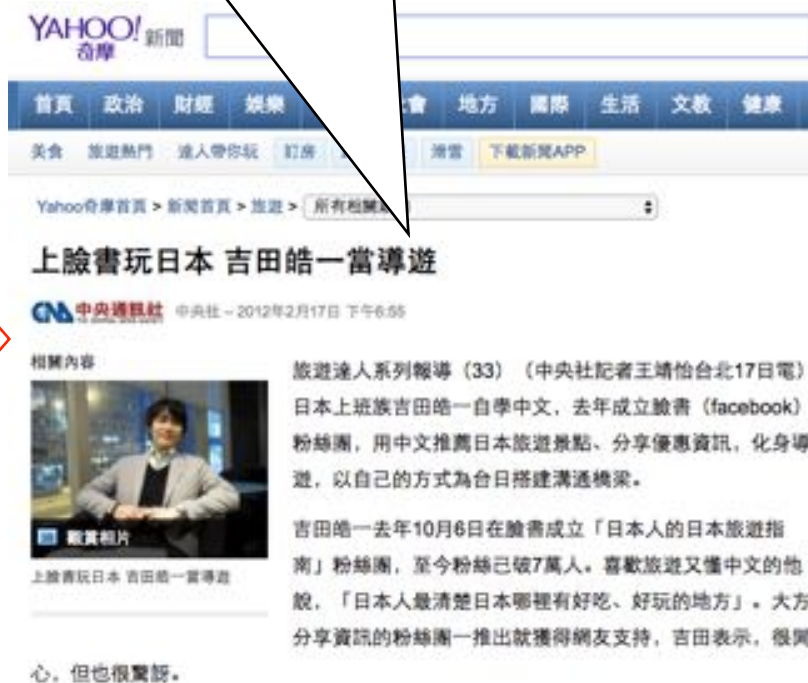 YAHOO! 新聞
奇摩
首頁 政治 財經 娛樂 會 地方 國際 生活 文教 健康
美食 旅遊熱門 達人帶你玩 訂房 滑雪 下載新聞APP
Yahoo奇摩首頁 > 新聞首頁 > 旅遊 > 所有相關
上臉書玩日本 吉田皓一當導遊
CNA 中央通訊社 中央社 – 2012年2月17日 下午6:55
相關內容
觀賞相片
上臉書玩日本 吉田皓一當導遊
旅遊達人系列報導（33）（中央社記者王靖怡台北17日電）
日本上班族吉田皓一自學中文，去年成立臉書（facebook）
粉絲團，用中文推薦日本旅遊景點、分享優惠資訊，化身導
遊，以自己的方式為台日搭建溝通橋梁。
吉田皓一去年10月6日在臉書成立「日本人的日本旅遊指
南」粉絲團，至今粉絲已破7萬人。喜歡旅遊又懂中文的他
說，「日本人最清楚日本哪裡有好吃、好玩的地方」。大方
分享資訊的粉絲團一推出就獲得網友支持，吉田表示，很開
心，但也很驚訝。